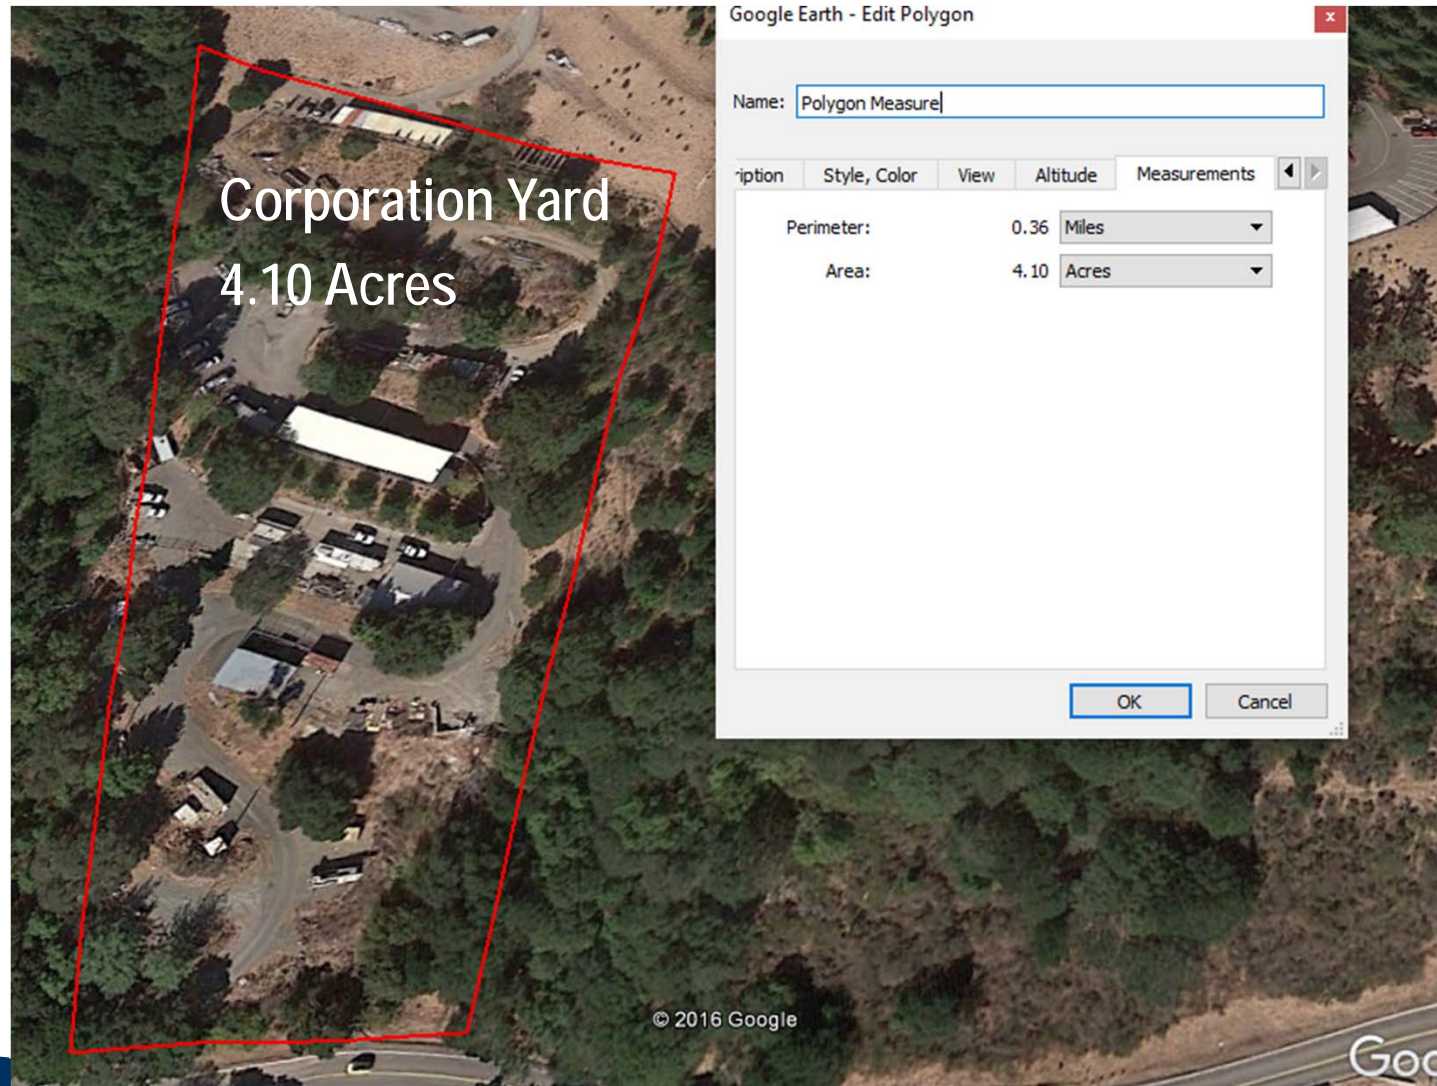 Google Earth - Edit Polygon
x
Name: Polygon Measure
ription Style, Color View Altitude Measurements
Perimeter: 0.36 Miles
Area: 4.10 Acres
OK Cancel
Corporation Yard
4.10 Acres
© 2016 Google
Goo